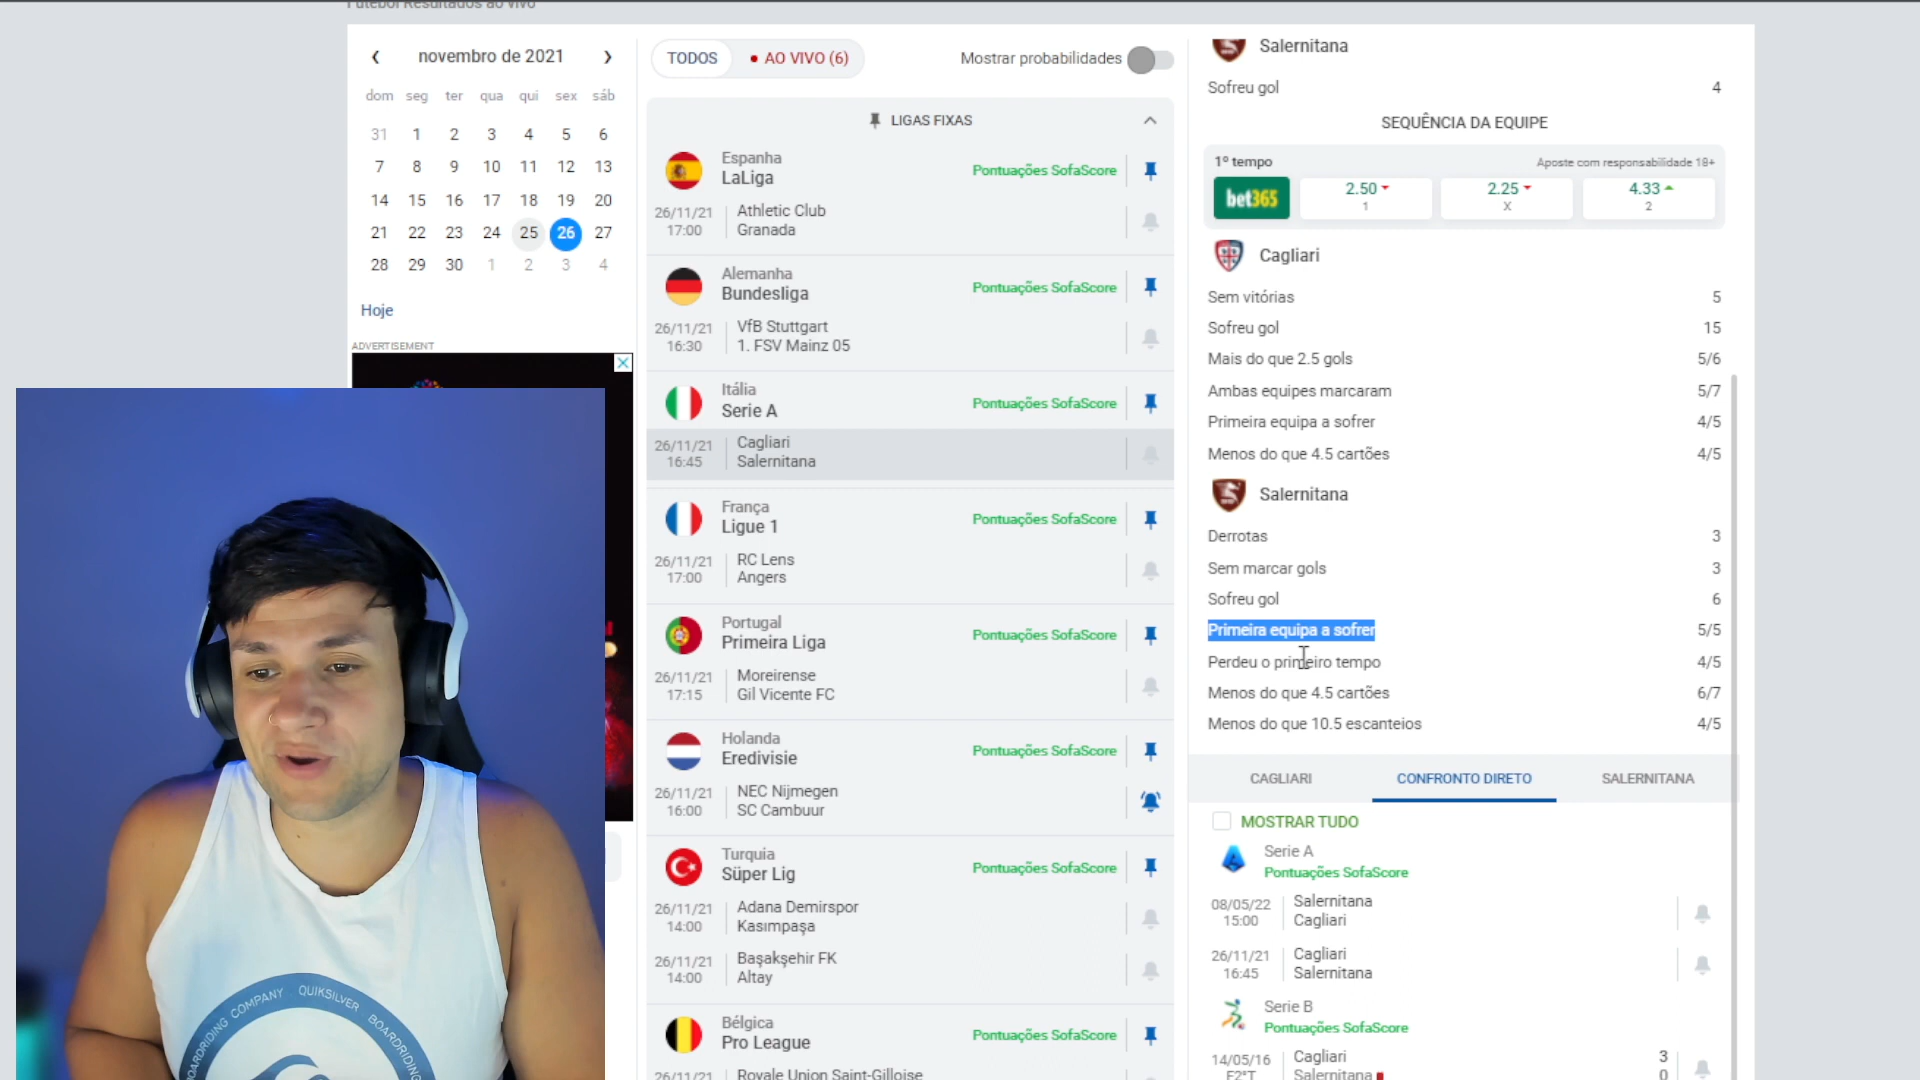 Futebol Resultados ao vivo
novembro de 2021
dom seg ter qua qui sex sáb
31 1 2 3 4 5 6
7 8 9 10 11 12 13
14 15 16 17 18 19 20
21 22 23 24 25 26 27
28 29 30 1 2 3 4
Hoje
ADVERTISEMENT
BOARDRIDING COMPANY QUIKSILVER BOARDRIDING
TODOS
AO VIVO (6)
Mostrar probabilidades
LIGAS FIXAS
Espanha
LaLiga
Pontuações SofaScore
26/11/21
17:00
Athletic Club
Granada
Alemanha
Bundesliga
Pontuações SofaScore
26/11/21
16:30
VfB Stuttgart
1. FSV Mainz 05
Itália
Serie A
Pontuações SofaScore
26/11/21
16:45
Cagliari
Salernitana
França
Ligue 1
Pontuações SofaScore
26/11/21
17:00
RC Lens
Angers
Portugal
Primeira Liga
Pontuações SofaScore
26/11/21
17:15
Moreirense
Gil Vicente FC
Holanda
Eredivisie
Pontuações SofaScore
26/11/21
16:00
NEC Nijmegen
SC Cambuur
Turquia
Süper Lig
Pontuações SofaScore
26/11/21
14:00
Adana Demirspor
Kasımpaşa
26/11/21
14:00
Başakşehir FK
Altay
Bélgica
Pro League
Pontuações SofaScore
26/11/21
Royale Union Saint-Gilloise
Salernitana
Sofreu gol 4
SEQUÊNCIA DA EQUIPE
1º tempo
Aposte com responsabilidade 18+
bet365
2.50
1
2.25
X
4.33
2
Cagliari
Sem vitórias 5
Sofreu gol 15
Mais do que 2.5 gols 5/6
Ambas equipes marcaram 5/7
Primeira equipa a sofrer 4/5
Menos do que 4.5 cartões 4/5
Salernitana
Derrotas 3
Sem marcar gols 3
Sofreu gol 6
Primeira equipa a sofrer 5/5
Perdeu o primeiro tempo 4/5
Menos do que 4.5 cartões 6/7
Menos do que 10.5 escanteios 4/5
CAGLIARI
CONFRONTO DIRETO
SALERNITANA
MOSTRAR TUDO
Serie A
Pontuações SofaScore
08/05/22
15:00
Salernitana
Cagliari
26/11/21
16:45
Cagliari
Salernitana
Serie B
Pontuações SofaScore
14/05/16
F2°T
Cagliari 3
Salernitana 0